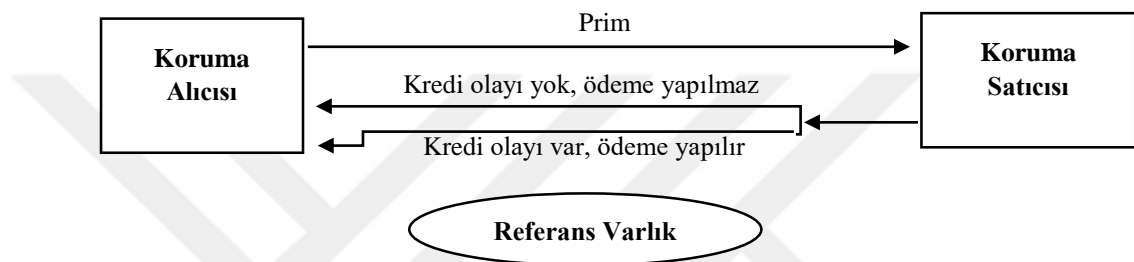 Prim
Koruma
Alıcısı
Koruma
Satıcısı
Kredi olayı yok, ödeme yapılmaz
Kredi olayı var, ödeme yapılır
Referans Varlık